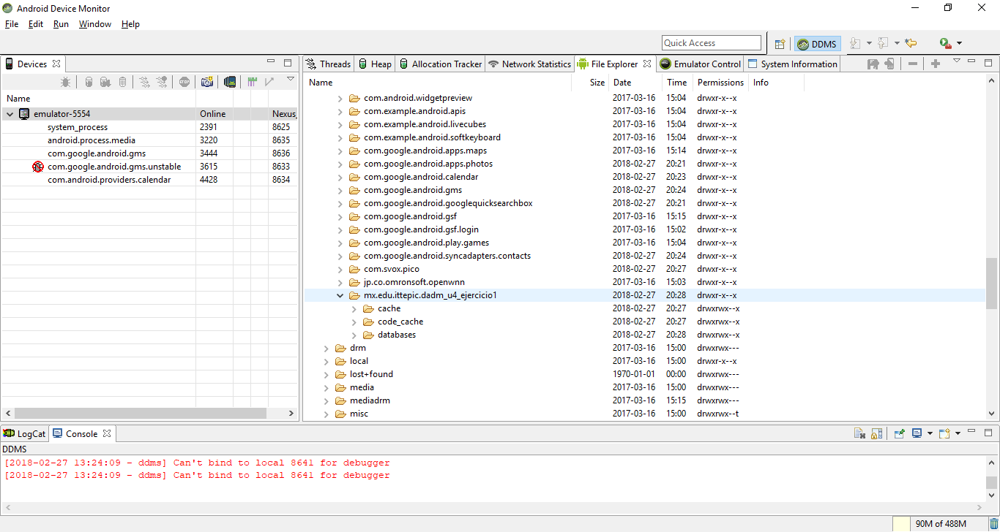 Android Device Monitor
File Edit Run Window Help
Quick Access DDMS
Devices
Name
emulator-5554 Online Nexus_
system_process 2391 8625
android.process.media 3220 8635
com.google.android.gms 3444 8636
com.google.android.gms.unstable 3615 8633
com.android.providers.calendar 4428 8634
Threads Heap Allocation Tracker Network Statistics File Explorer Emulator Control System Information
Name Size Date Time Permissions Info
com.android.widgetpreview 2017-03-16 15:04 drwxr-x--x
com.example.android.apis 2017-03-16 15:04 drwxr-x--x
com.example.android.livecubes 2017-03-16 15:04 drwxr-x--x
com.example.android.softkeyboard 2017-03-16 15:04 drwxr-x--x
com.google.android.apps.maps 2017-03-16 15:14 drwxr-x--x
com.google.android.apps.photos 2018-02-27 20:21 drwxr-x--x
com.google.android.calendar 2018-02-27 20:23 drwxr-x--x
com.google.android.gms 2018-02-27 20:24 drwxr-x--x
com.google.android.googlequicksearchbox 2018-02-27 20:21 drwxr-x--x
com.google.android.gsf 2017-03-16 15:15 drwxr-x--x
com.google.android.gsf.login 2017-03-16 15:02 drwxr-x--x
com.google.android.play.games 2017-03-16 15:04 drwxr-x--x
com.google.android.syncadapters.contacts 2018-02-27 20:24 drwxr-x--x
com.svox.pico 2018-02-27 20:27 drwxr-x--x
jp.co.omronsoft.openwnn 2017-03-16 15:03 drwxr-x--x
mx.edu.ittepic.dadm_u4_ejercicio1 2018-02-27 20:28 drwxr-x--x
cache 2018-02-27 20:27 drwxrwx--x
code_cache 2018-02-27 20:27 drwxrwx--x
databases 2018-02-27 20:28 drwxrwx--x
drm 2017-03-16 15:00 drwxrwx---
local 2017-03-16 15:00 drwxr-x--x
lost+found 1970-01-01 00:00 drwxrwx---
media 2017-03-16 15:00 drwxrwx---
mediadrm 2017-03-16 15:15 drwxrwx---
misc 2017-03-16 15:00 drwxrwx--t
LogCat Console
DDMS
[2018-02-27 13:24:09 - ddms] Can't bind to local 8641 for debugger
[2018-02-27 13:24:09 - ddms] Can't bind to local 8641 for debugger
90M of 488M